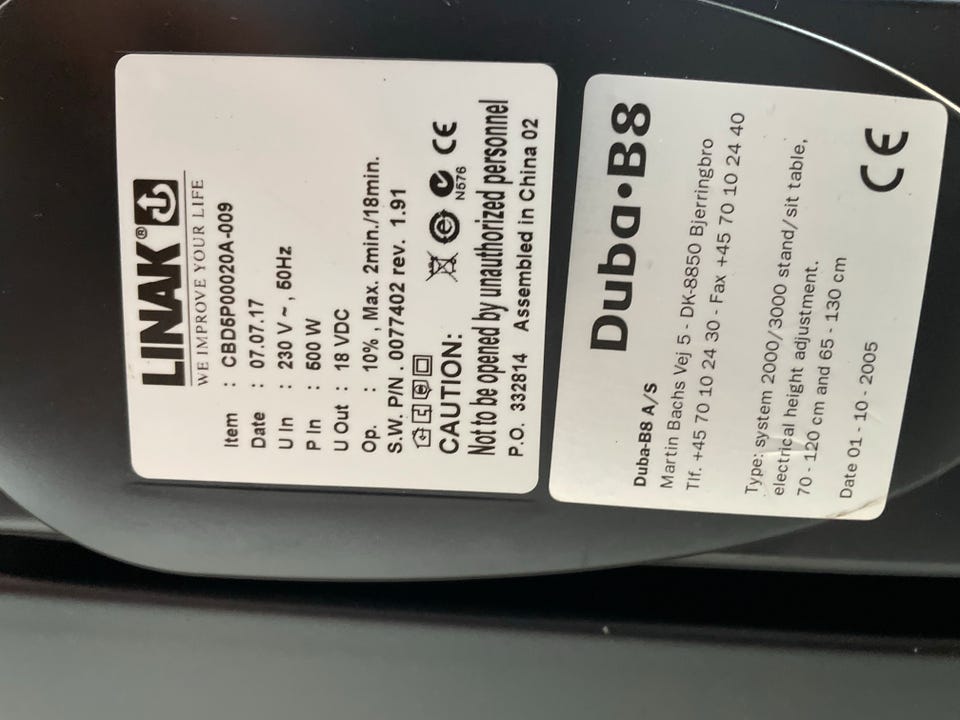 LINAK®
WE IMPROVE YOUR LIFE
Item : CBD5P00020A-009
Date : 07.07.17
U In : 230 V ~ , 50Hz
P In : 500 W
U Out : 18 VDC
Op. : 10% , Max. 2min./18min.
S.W. P/N . 0077402 rev. 1.91
N576
CAUTION:
Not to be opened by unauthorized personnel
P.O. 332814 Assembled in China 02
Duba•B8
Duba-B8 A/S
Martin Bachs Vej 5 - DK-8850 Bjerringbro
Tlf. +45 70 10 24 30 - Fax +45 70 10 24 40
Type: system 2000/3000 stand/sit table,
electrical height adjustment.
70 - 120 cm and 65 - 130 cm
Date 01 - 10 - 2005
CE